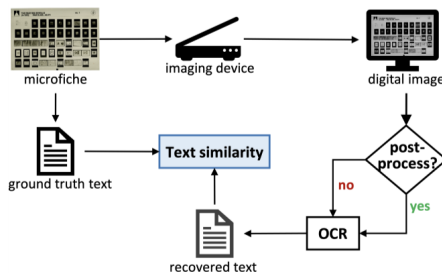 microfiche
imaging device
digital image
post-
process?
no
yes
Text similarity
ground truth text
OCR
recovered text